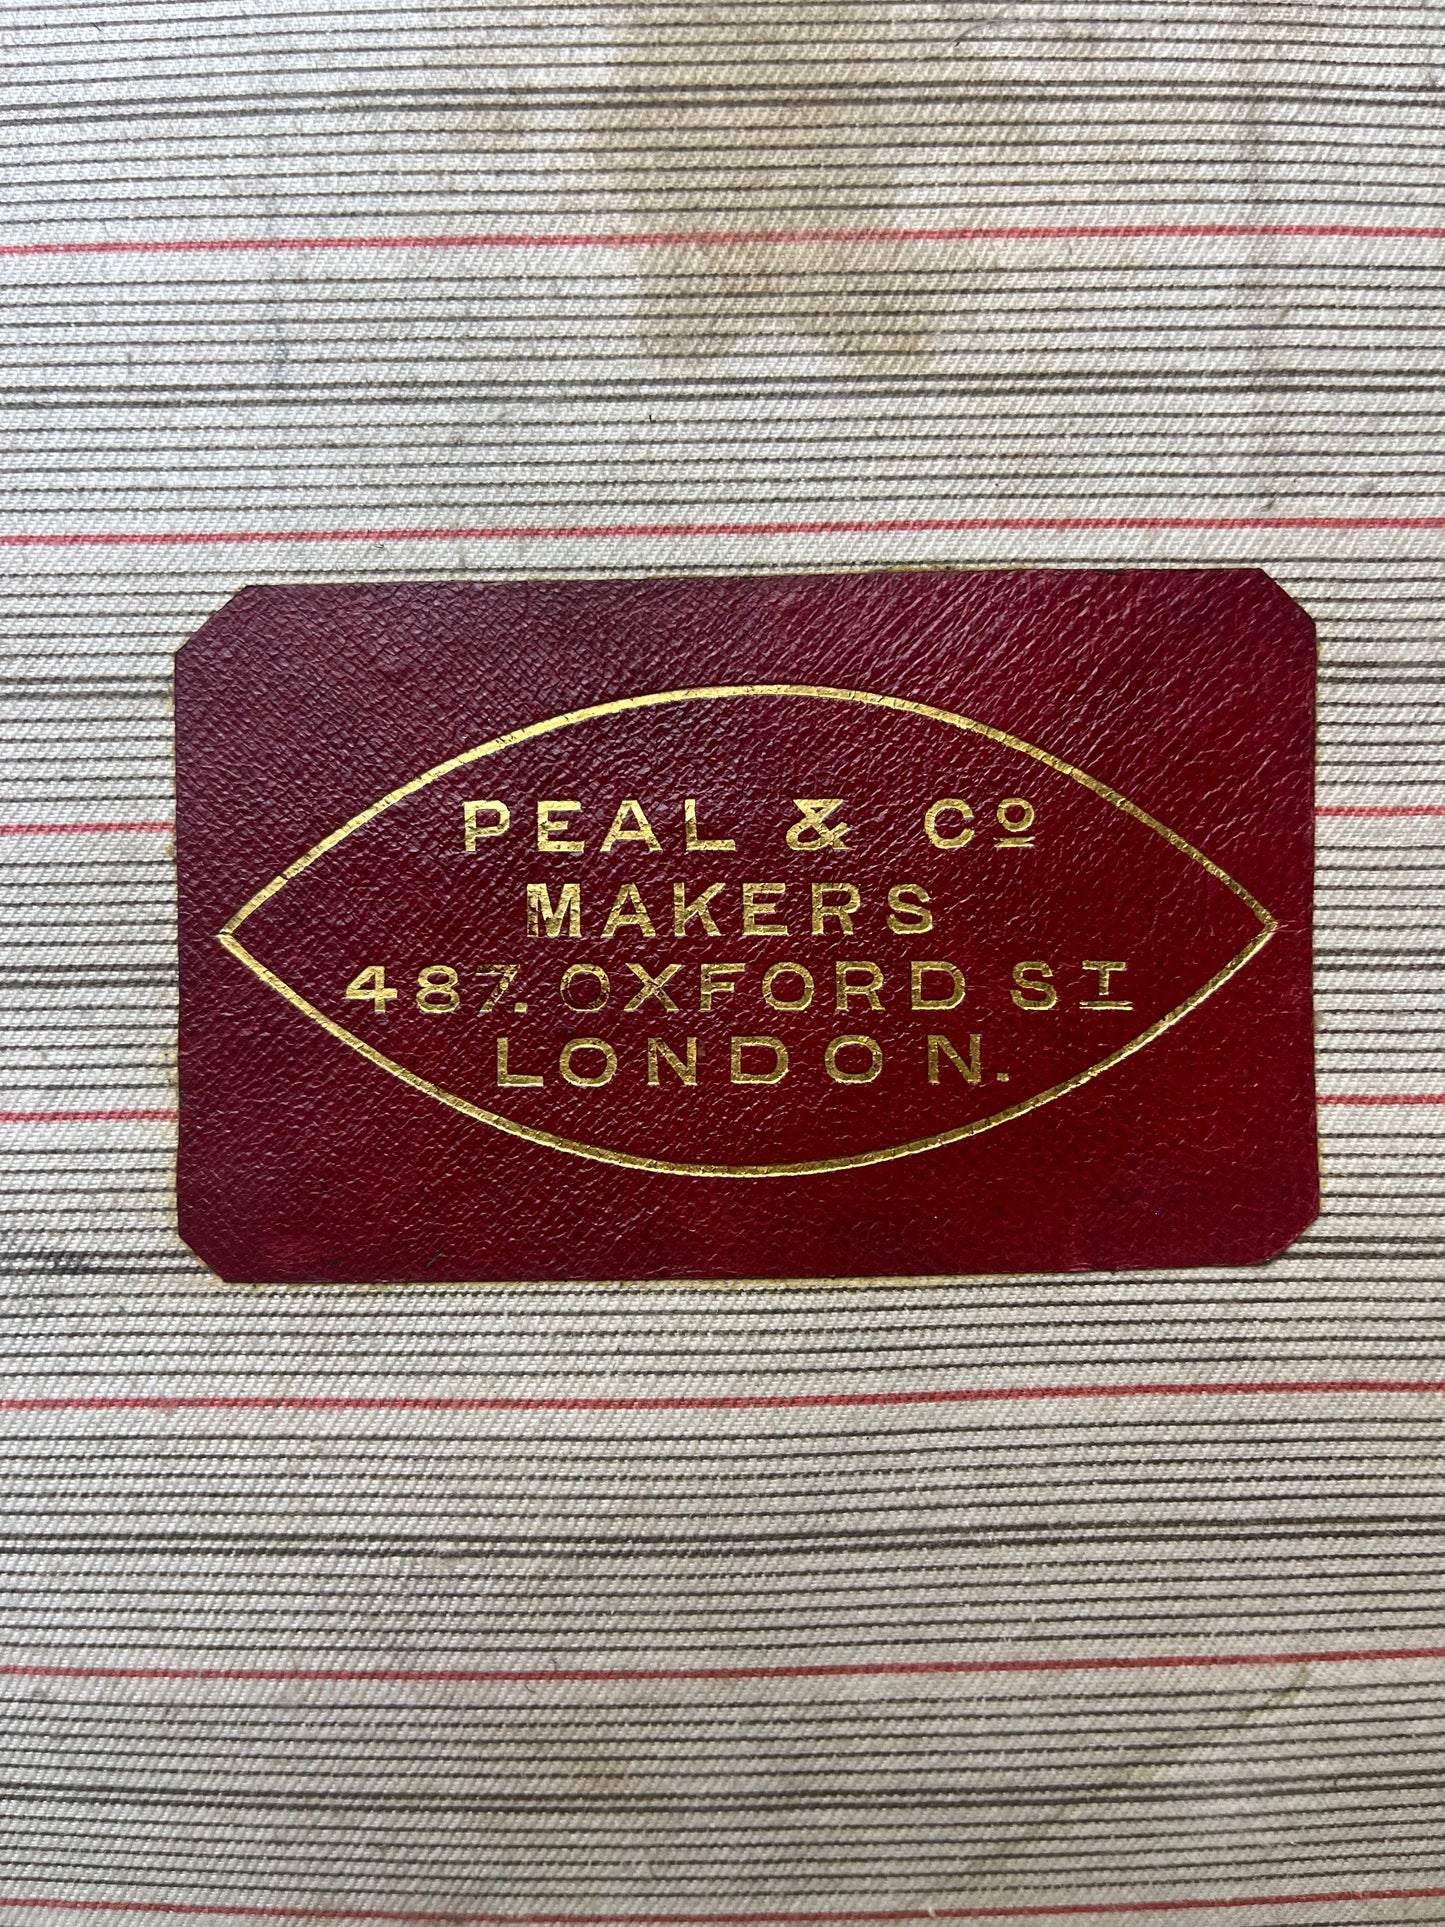 PEAL & Cº
MAKERS
487. OXFORD ST
LONDON.